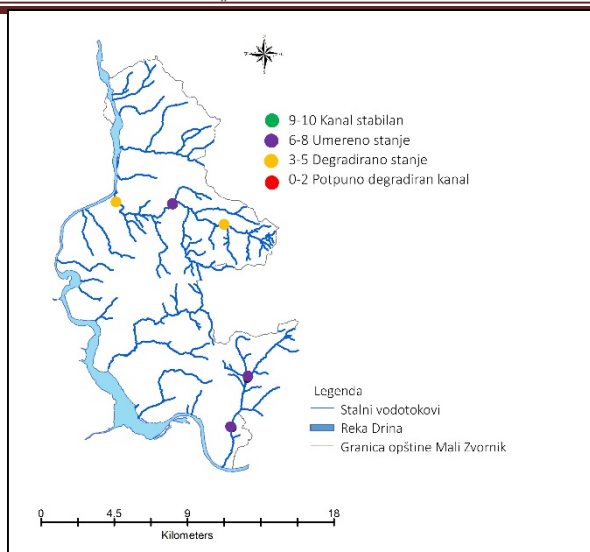 9-10 Kanal stabilan
6-8 Umereno stanje
3-5 Degradirano stanje
0-2 Potpuno degradiran kanal
Legenda
Stalni vodotokovi
Reka Drina
Granica opštine Mali Zvornik
0 4,5 9 18
Kilometers